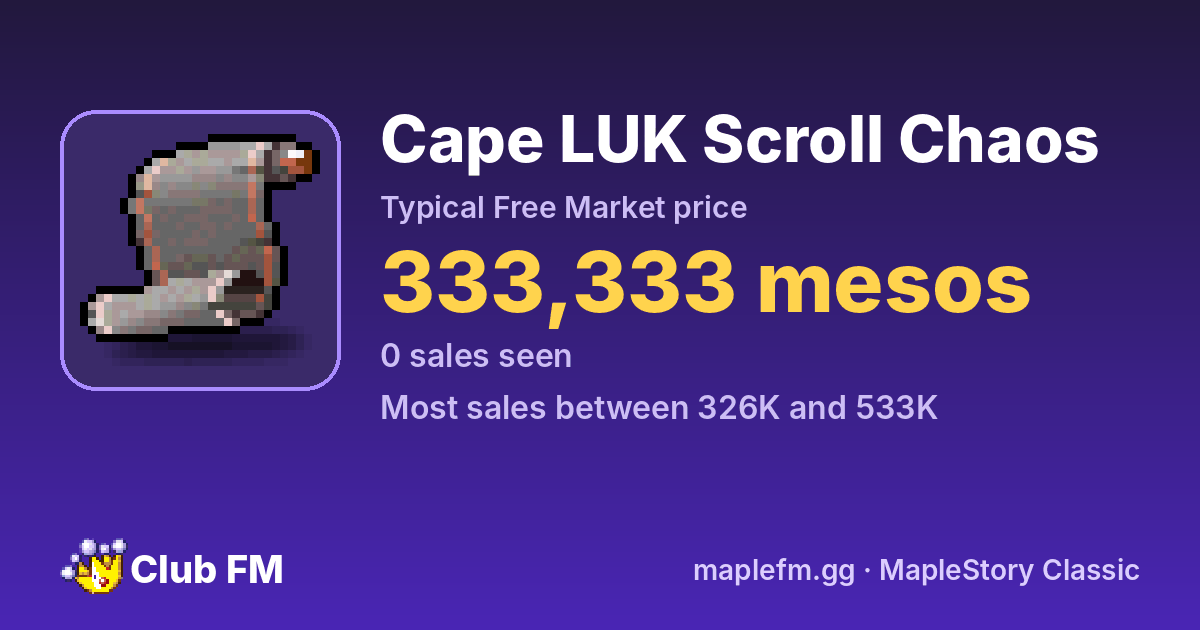 Cape LUK Scroll Chaos
Typical Free Market price
333,333 mesos
0 sales seen
Most sales between 326K and 533K
Club FM
maplefm.gg · MapleStory Classic